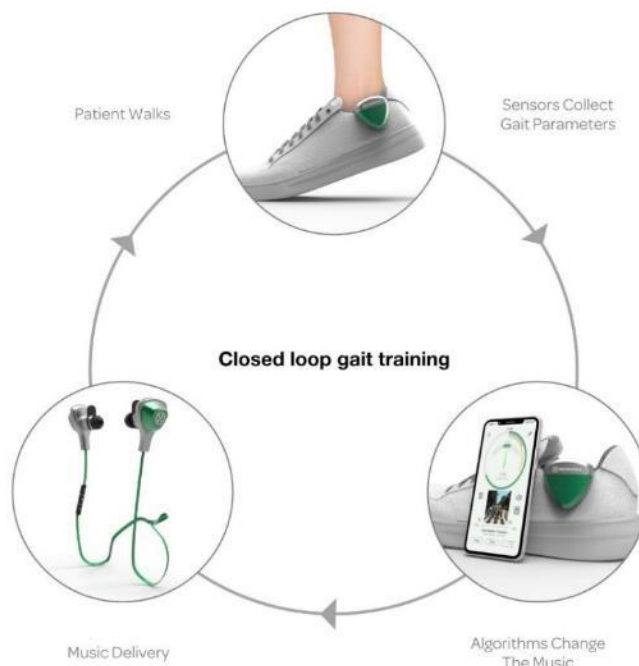 Patient Walks
Sensors Collect
Gait Parameters
Closed loop gait training
Music Delivery
Algorithms Change
The Music